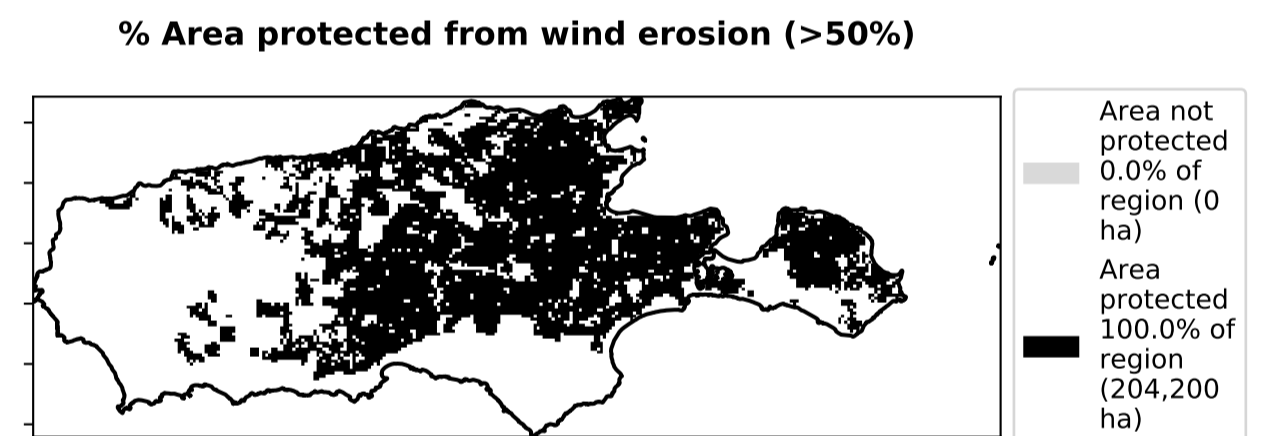 % Area protected from wind erosion (>50%)
Area not
protected
0.0% of
region (0
ha)
Area
protected
100.0% of
region
(204,200
ha)